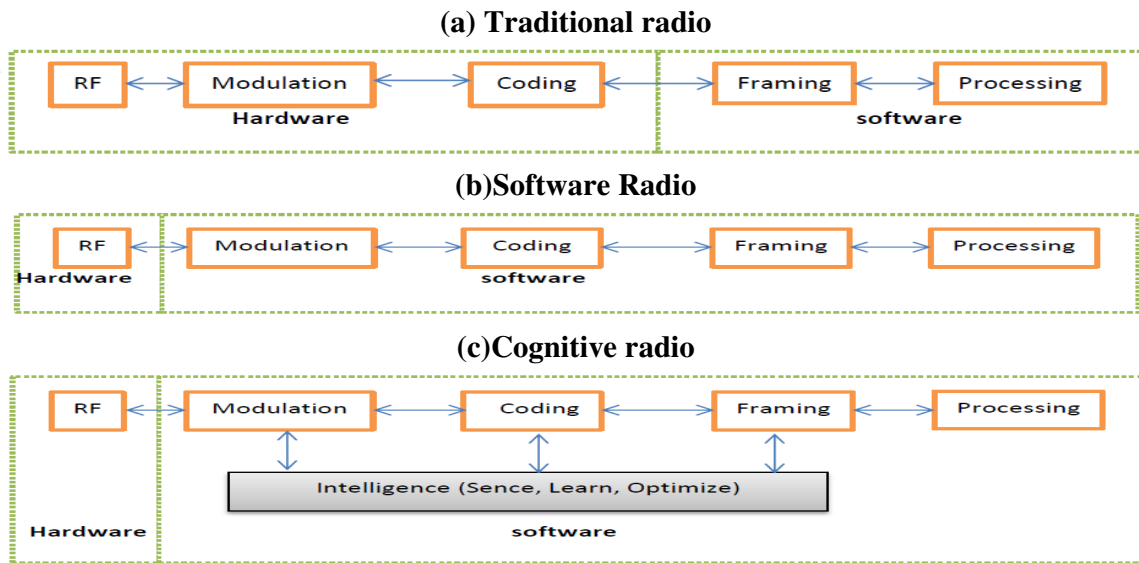 (a) Traditional radio
RF Modulation Coding Framing Processing
Hardware software
(b)Software Radio
RF Modulation Coding Framing Processing
Hardware software
(c)Cognitive radio
RF Modulation Coding Framing Processing
Intelligence (Sence, Learn, Optimize)
Hardware software